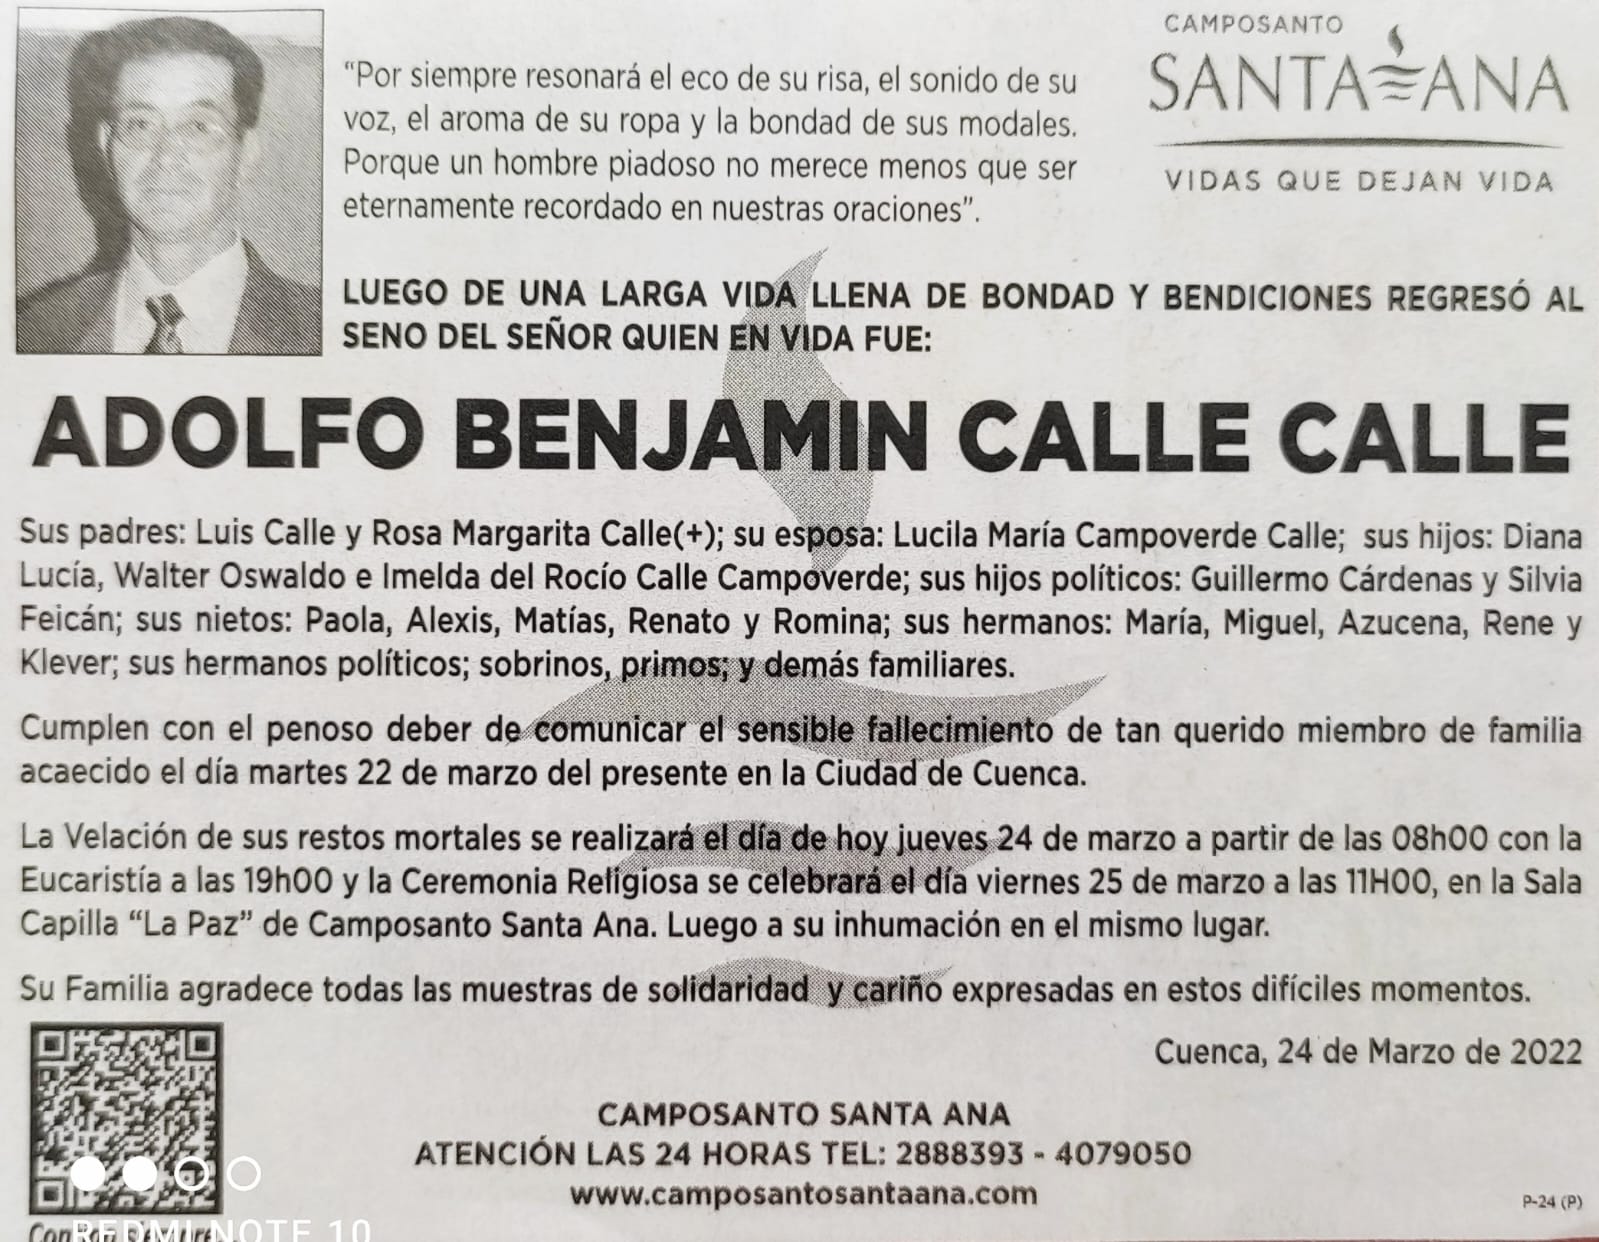 CAMPOSANTO
SANTA ANA
VIDAS QUE DEJAN VIDA
“Por siempre resonará el eco de su risa, el sonido de su
voz, el aroma de su ropa y la bondad de sus modales.
Porque un hombre piadoso no merece menos que ser
eternamente recordado en nuestras oraciones”.
LUEGO DE UNA LARGA VIDA LLENA DE BONDAD Y BENDICIONES REGRESÓ AL
SENO DEL SEÑOR QUIEN EN VIDA FUE:
ADOLFO BENJAMIN CALLE CALLE
Sus padres: Luis Calle y Rosa Margarita Calle(+); su esposa: Lucila María Campoverde Calle; sus hijos: Diana
Lucía, Walter Oswaldo e Imelda del Rocío Calle Campoverde; sus hijos políticos: Guillermo Cárdenas y Silvia
Feicán; sus nietos: Paola, Alexis, Matías, Renato y Romina; sus hermanos: María, Miguel, Azucena, Rene y
Klever; sus hermanos políticos; sobrinos, primos; y demás familiares.
Cumplen con el penoso deber de comunicar el sensible fallecimiento de tan querido miembro de familia
acaecido el día martes 22 de marzo del presente en la Ciudad de Cuenca.
La Velación de sus restos mortales se realizará el día de hoy jueves 24 de marzo a partir de las 08h00 con la
Eucaristía a las 19h00 y la Ceremonia Religiosa se celebrará el día viernes 25 de marzo a las 11H00, en la Sala
Capilla “La Paz” de Camposanto Santa Ana. Luego a su inhumación en el mismo lugar.
Su Familia agradece todas las muestras de solidaridad y cariño expresadas en estos difíciles momentos.
Cuenca, 24 de Marzo de 2022
CAMPOSANTO SANTA ANA
ATENCIÓN LAS 24 HORAS TEL: 2888393 - 4079050
www.camposantosantaana.com
P-24 (P)
REDMI NOTE 10